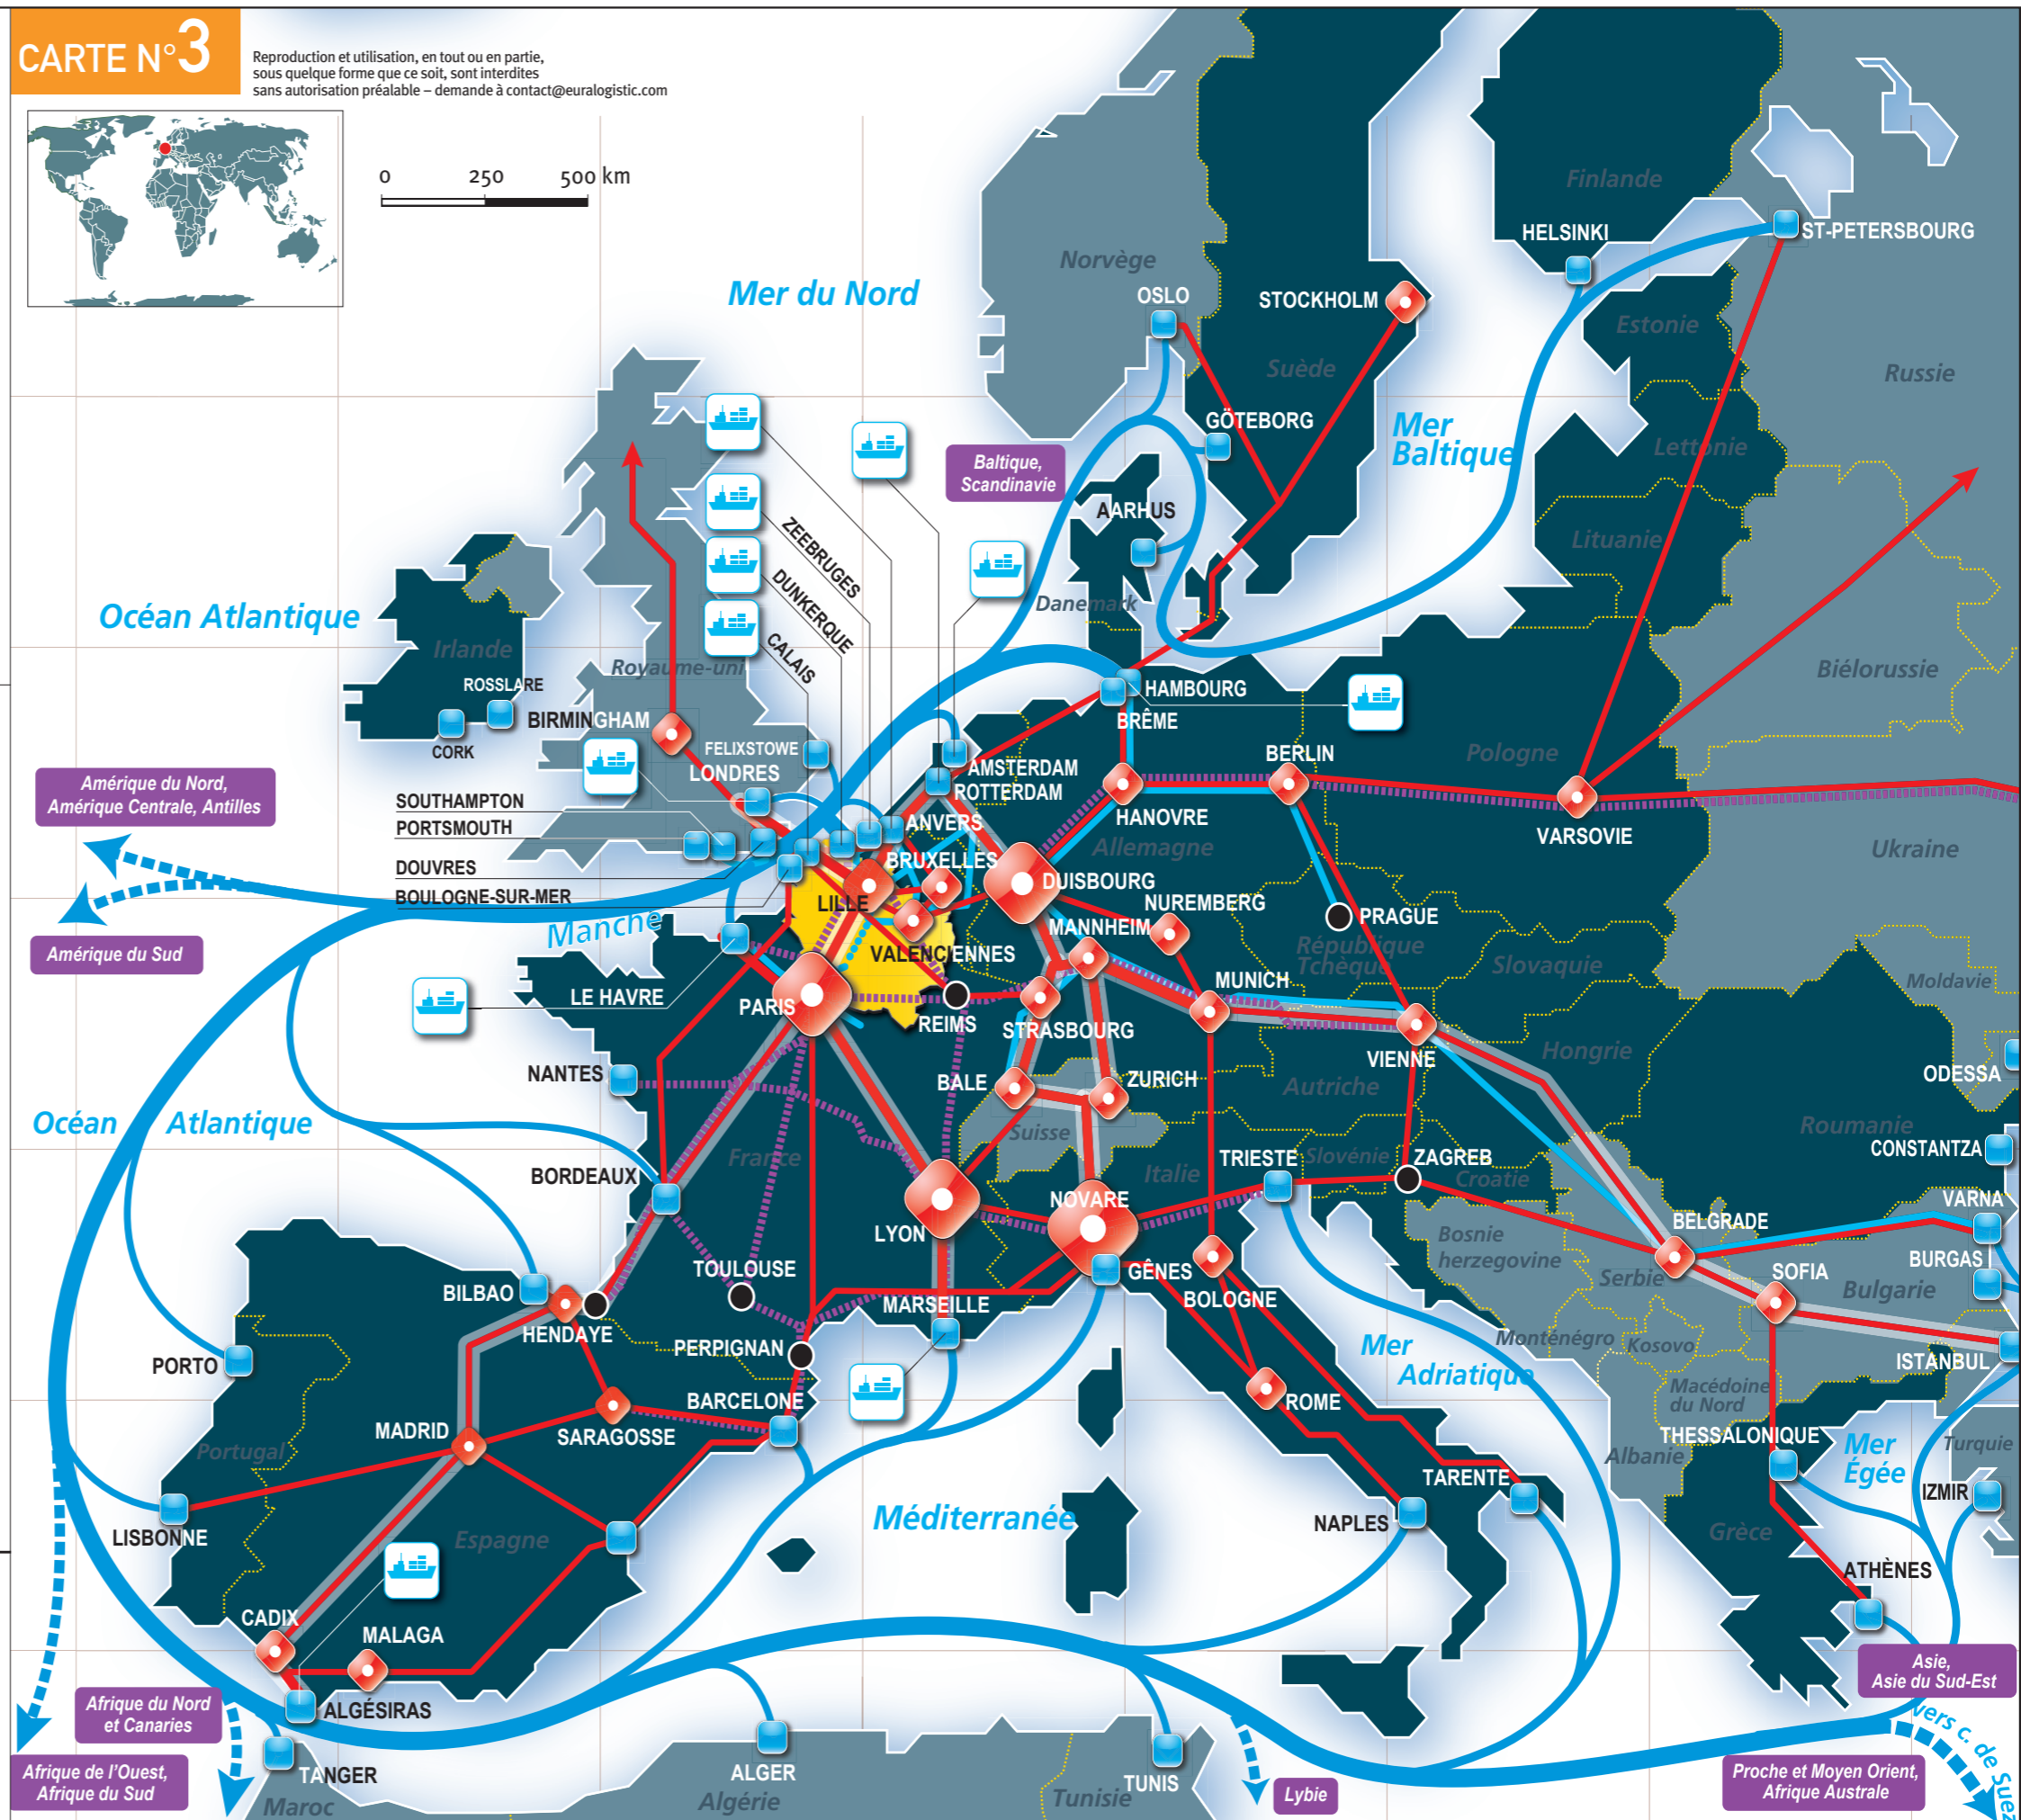 CARTE N°3
Reproduction et utilisation, en tout ou en partie,
sous quelque forme que ce soit, sont interdites
sans autorisation préalable – demande à contact@euralogistic.com
0 250 500 km
Finlande
HELSINKI
ST-PETERSBOURG
Norvège
Mer du Nord
OSLO
STOCKHOLM
Estonie
Suède
Russie
GÖTEBORG
Mer
Baltique
Lettonie
Baltique,
Scandinavie
AARHUS
ZEEBRUGES
DUNKERQUE
CALAIS
Lituanie
Danemark
Océan Atlantique
Irlande
Royaume-uni
ROSSLARE
CORK
BIRMINGHAM
HAMBOURG
BRÊME
Biélorussie
FELIXSTOWE
LONDRES
BERLIN
Pologne
AMSTERDAM
ROTTERDAM
Amérique du Nord,
Amérique Centrale, Antilles
SOUTHAMPTON
PORTSMOUTH
DOUVRES
BOULOGNE-SUR-MER
ANVERS
HANOVRE
VARSOVIE
Allemagne
Ukraine
BRUXELLES
DUISBOURG
LILLE
NUREMBERG
PRAGUE
Manche
MANNHEIM
Amérique du Sud
VALENCIENNES
République
Tchèque
Slovaquie
Moldavie
LE HAVRE
PARIS
MUNICH
REIMS
STRASBOURG
VIENNE
Hongrie
NANTES
BALE
ZURICH
Autriche
ODESSA
Océan Atlantique
Suisse
Roumanie
CONSTANTZA
France
BORDEAUX
Italie
TRIESTE
Slovénie
ZAGREB
Croatie
NOVARE
VARNA
LYON
BELGRADE
Bosnie
herzegovine
BURGAS
TOULOUSE
GÊNES
Serbie
SOFIA
Bulgarie
BILBAO
BOLOGNE
MARSEILLE
HENDAYE
Monténégro
Kosovo
PERPIGNAN
Mer
Adriatique
ISTANBUL
PORTO
Macédoine
du Nord
BARCELONE
ROME
MADRID
SARAGOSSE
THESSALONIQUE
Mer
Égée
Turquie
Portugal
Albanie
TARENTE
IZMIR
Méditerranée
NAPLES
LISBONNE
Espagne
Grèce
ATHÈNES
CADIX
MALAGA
Asie,
Asie du Sud-Est
Afrique du Nord
et Canaries
ALGÉSIRAS
vers c. de Suez
Afrique de l'Ouest,
Afrique du Sud
TANGER
Maroc
ALGER
Algérie
TUNIS
Tunisie
Lybie
Proche et Moyen Orient,
Afrique Australe